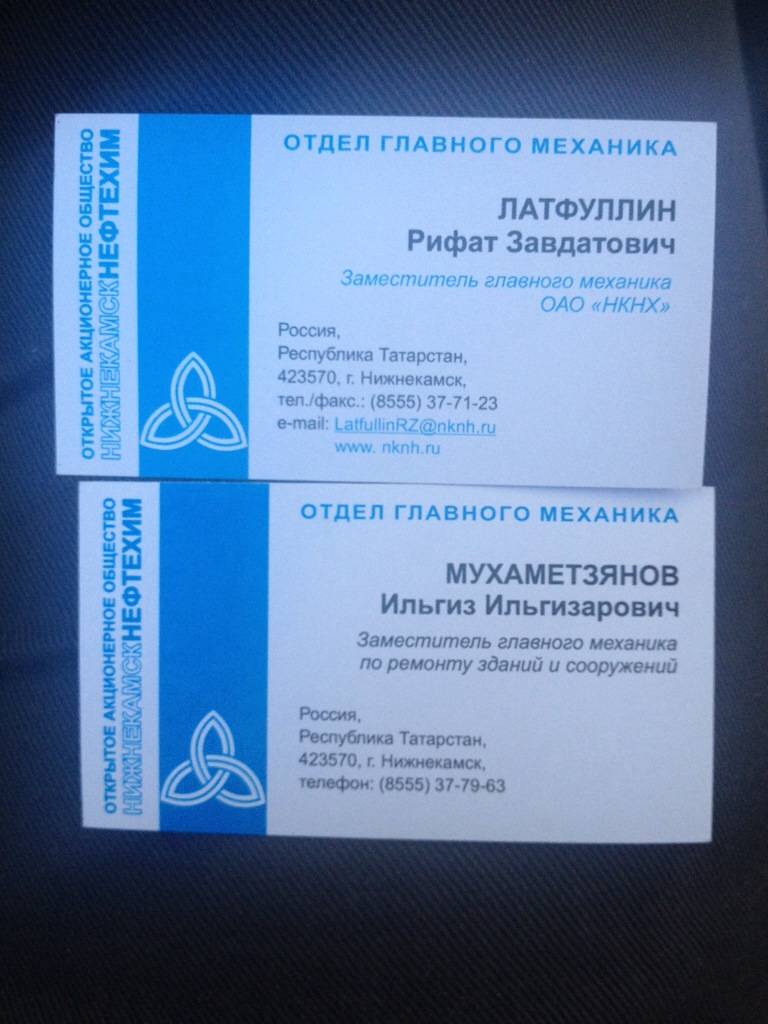 ОТКРЫТОЕ АКЦИОНЕРНОЕ ОБЩЕСТВО
НИЖНЕКАМСКНЕФТЕХИМ
ОТДЕЛ ГЛАВНОГО МЕХАНИКА
ЛАТФУЛЛИН
Рифат Завдатович
Заместитель главного механика
ОАО «НКНХ»
Россия,
Республика Татарстан,
423570, г. Нижнекамск,
тел./факс.: (8555) 37-71-23
e-mail: LatfullinRZ@nknh.ru
www. nknh.ru
ОТКРЫТОЕ АКЦИОНЕРНОЕ ОБЩЕСТВО
НИЖНЕКАМСКНЕФТЕХИМ
ОТДЕЛ ГЛАВНОГО МЕХАНИКА
МУХАМЕТЗЯНОВ
Ильгиз Ильгизарович
Заместитель главного механика
по ремонту зданий и сооружений
Россия,
Республика Татарстан,
423570, г. Нижнекамск,
телефон: (8555) 37-79-63